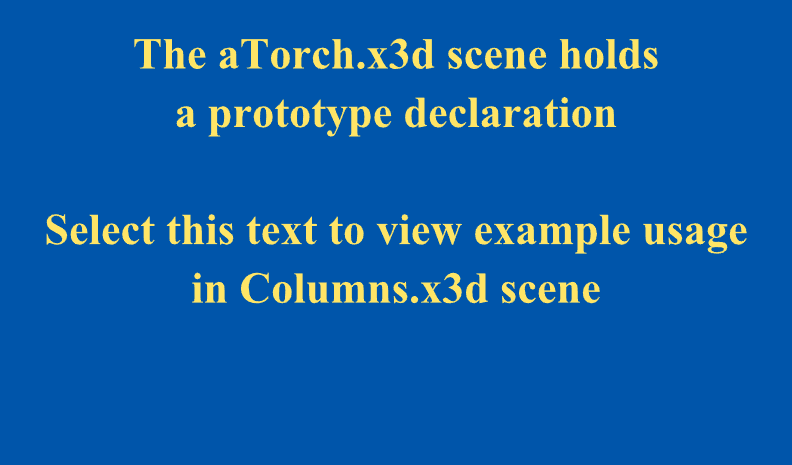 The aTorch.x3d scene holds
a prototype declaration
Select this text to view example usage
in Columns.x3d scene